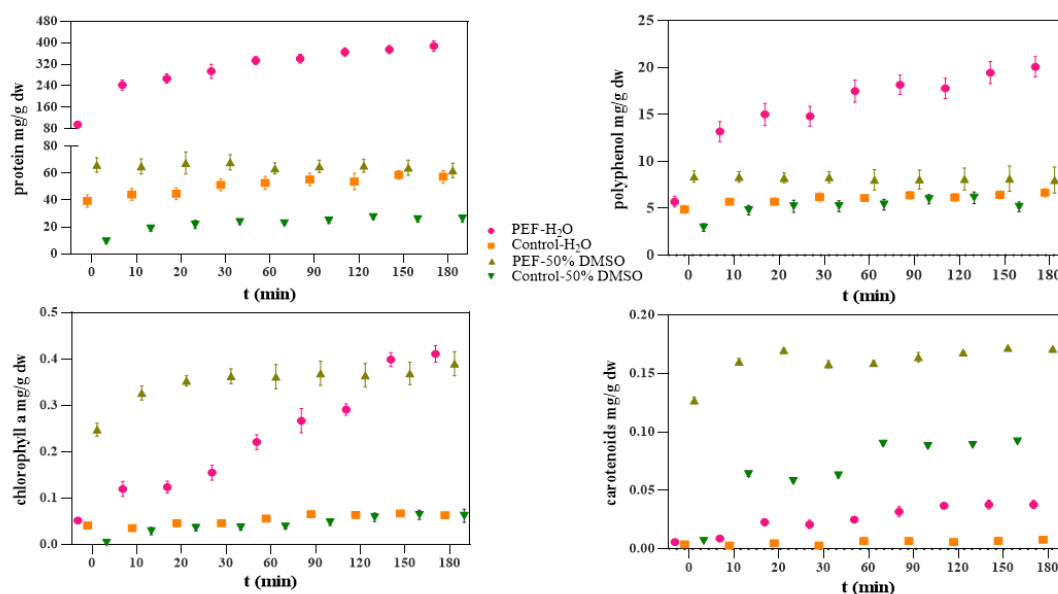 480
400
320
240
160
80
80
60
40
20
0
protein mg/g dw
0 10 20 30 60 90 120 150 180
t (min)
25
20
15
10
5
0
polyphenol mg/g dw
0 10 20 30 60 90 120 150 180
t (min)
PEF-H₂O
Control-H₂O
PEF-50% DMSO
Control-50% DMSO
0.5
0.4
0.3
0.2
0.1
0.0
chlorophyll a mg/g dw
0 10 20 30 60 90 120 150 180
t (min)
0.20
0.15
0.10
0.05
0.00
carotenoids mg/g dw
0 10 20 30 60 90 120 150 180
t (min)